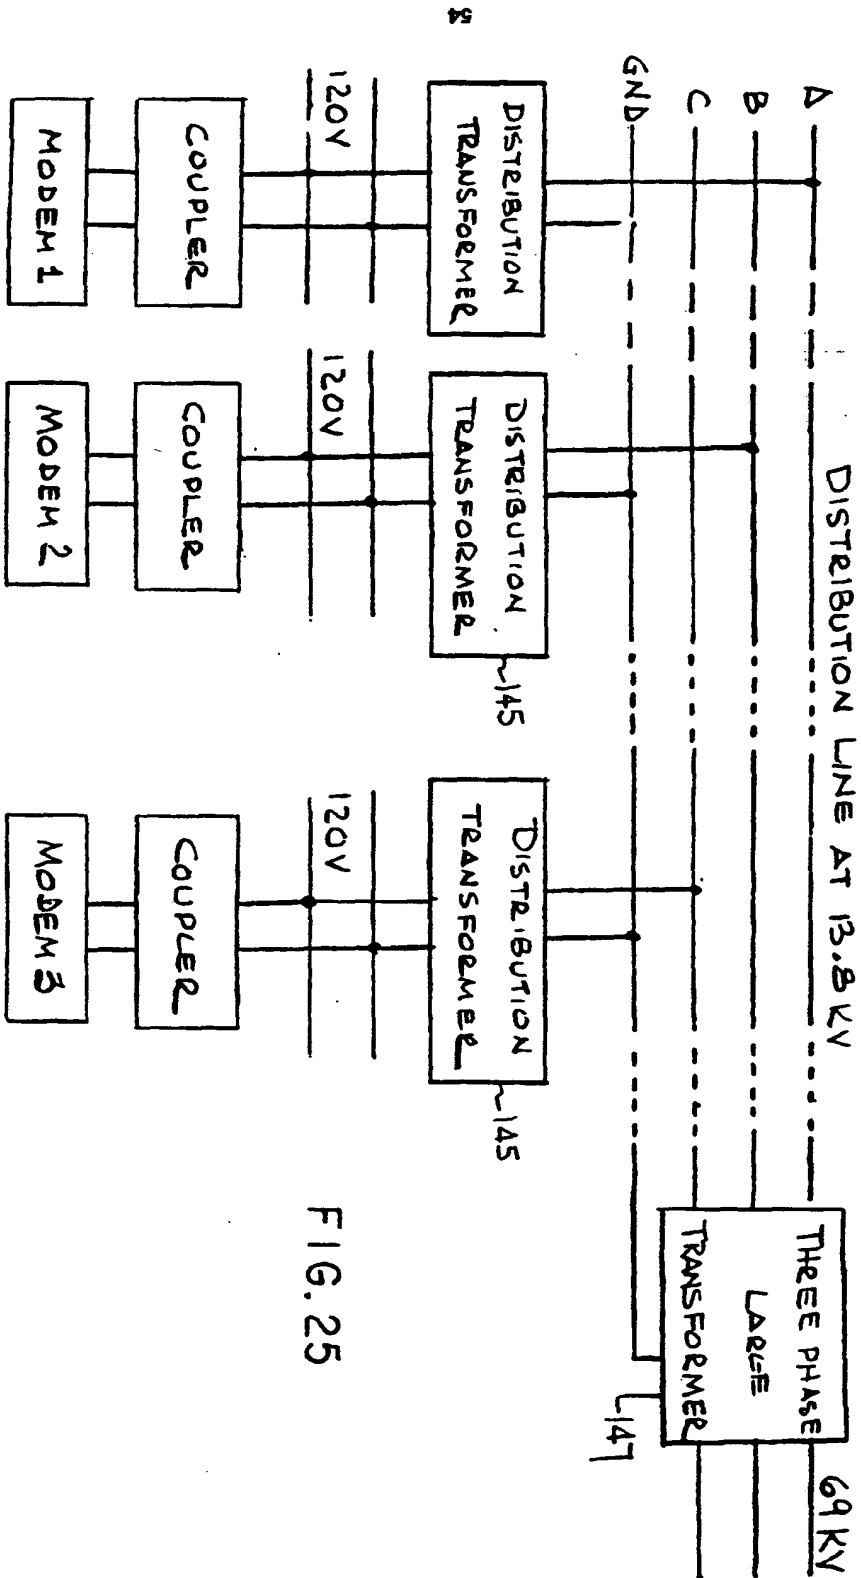 DISTRIBUTION LINE AT 13.8 KV
69 KV
A
B
C
GND
THREE PHASE
LARGE
TRANSFORMER
147
DISTRIBUTION
TRANSFORMER
DISTRIBUTION
TRANSFORMER
145
DISTRIBUTION
TRANSFORMER
145
120V
120V
120V
COUPLER
COUPLER
COUPLER
MODEM 1
MODEM 2
MODEM 3
FIG. 25